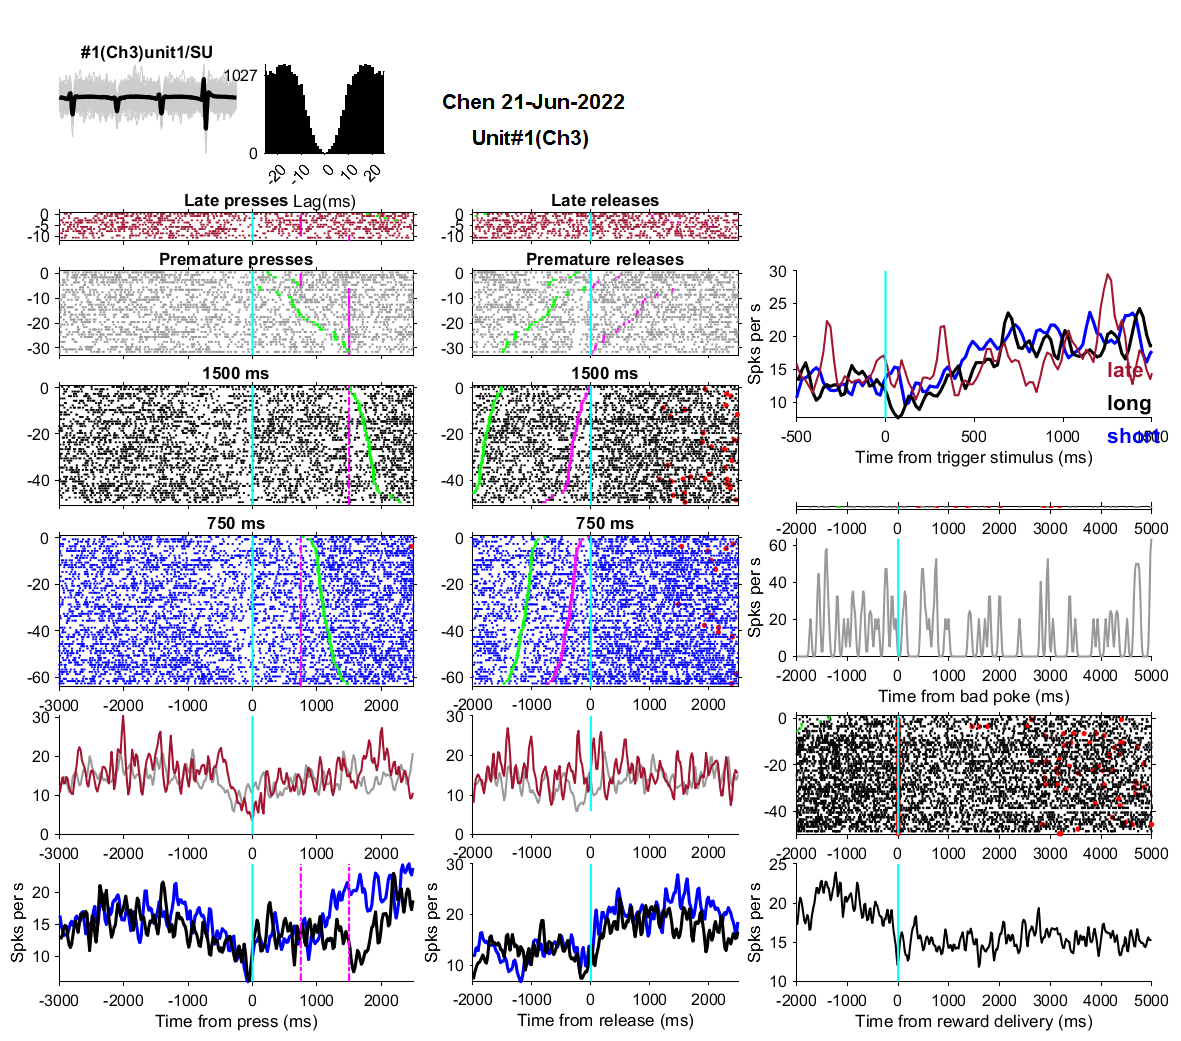 #1(Ch3)unit1/SU
1027
0
-20 -10 0 10 20
Lag(ms)
Chen 21-Jun-2022
Unit#1(Ch3)
Late presses
0
-5
-10
Late releases
0
-5
-10
Premature presses
0
-10
-20
-30
Premature releases
0
-10
-20
-30
30
25
20
15
10
Spks per s
late
long
short
-500 0 500 1000 1500
Time from trigger stimulus (ms)
1500 ms
0
-20
-40
1500 ms
0
-20
-40
-2000 -1000 0 1000 2000 3000 4000 5000
750 ms
0
-20
-40
-60
-3000 -2000 -1000 0 1000 2000
750 ms
0
-20
-40
-60
-2000 -1000 0 1000 2000
60
40
20
0
Spks per s
-2000 -1000 0 1000 2000 3000 4000 5000
Time from bad poke (ms)
30
20
10
0
-3000 -2000 -1000 0 1000 2000
30
20
10
0
-2000 -1000 0 1000 2000
0
-20
-40
-2000 -1000 0 1000 2000 3000 4000 5000
20
15
10
Spks per s
-3000 -2000 -1000 0 1000 2000
Time from press (ms)
30
20
10
Spks per s
-2000 -1000 0 1000 2000
Time from release (ms)
25
20
15
10
Spks per s
-2000 -1000 0 1000 2000 3000 4000 5000
Time from reward delivery (ms)